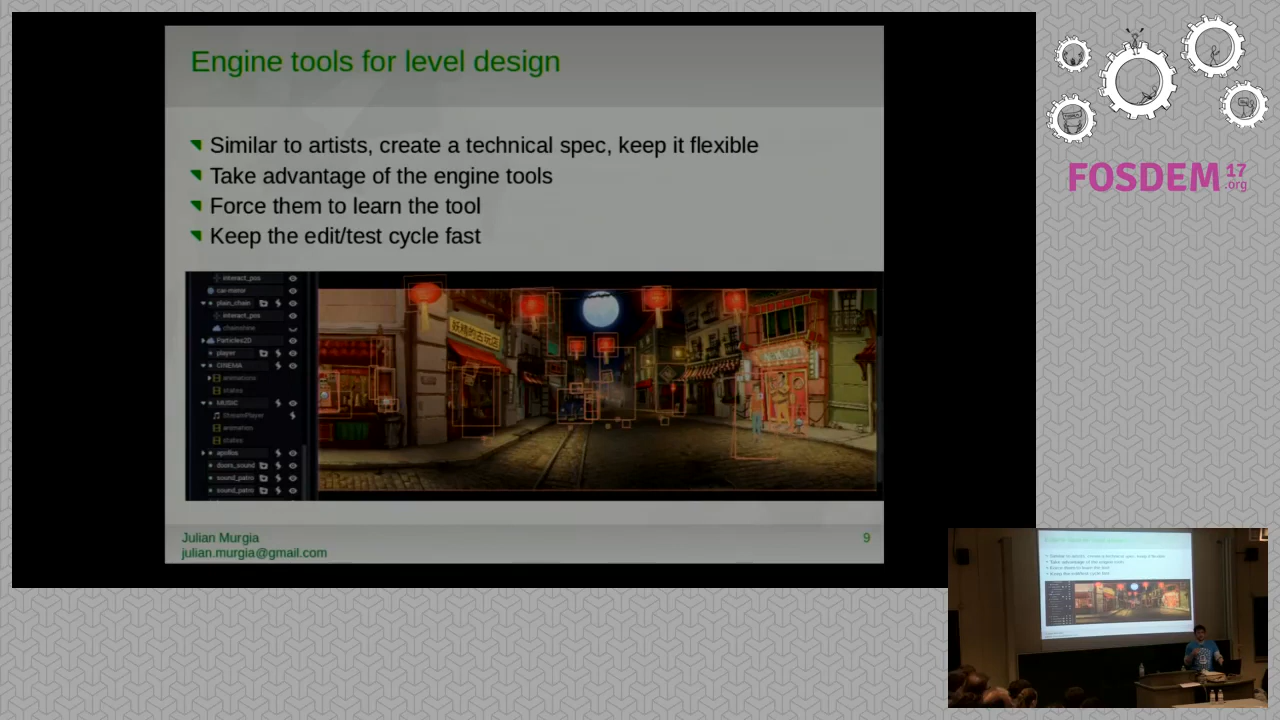 Engine tools for level design
Similar to artists, create a technical spec, keep it flexible
Take advantage of the engine tools
Force them to learn the tool
Keep the edit/test cycle fast
interact_pos
car-mirror
plain_chain
interact_pos
chainshine
Particles2D
player
CINEMA
animations
states
MUSIC
StreamPlayer
animation
states
apollos
doors_sound
sound_patro
sound_patro
Julian Murgia
julian.murgia@gmail.com
9
FOSDEM 17
.org